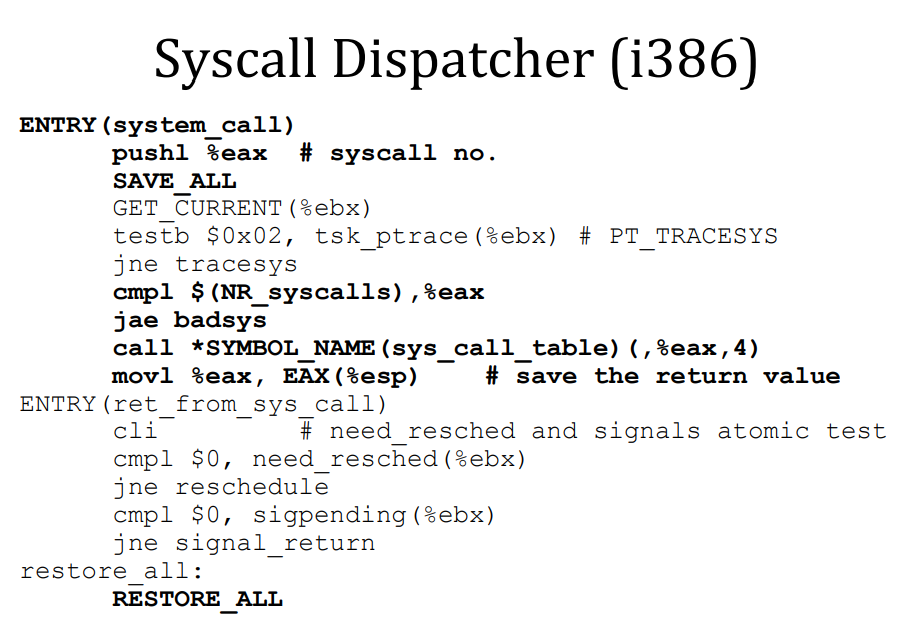 Syscall Dispatcher (i386)
ENTRY(system_call)
pushl %eax # syscall no.
SAVE_ALL
GET_CURRENT(%ebx)
testb $0x02, tsk_ptrace(%ebx) # PT_TRACESYS
jne tracesys
cmpl $(NR_syscalls),%eax
jae badsys
call *SYMBOL_NAME(sys_call_table)(,%eax,4)
movl %eax, EAX(%esp) # save the return value
ENTRY(ret_from_sys_call)
cli # need_resched and signals atomic test
cmpl $0, need_resched(%ebx)
jne reschedule
cmpl $0, sigpending(%ebx)
jne signal_return
restore_all:
RESTORE_ALL